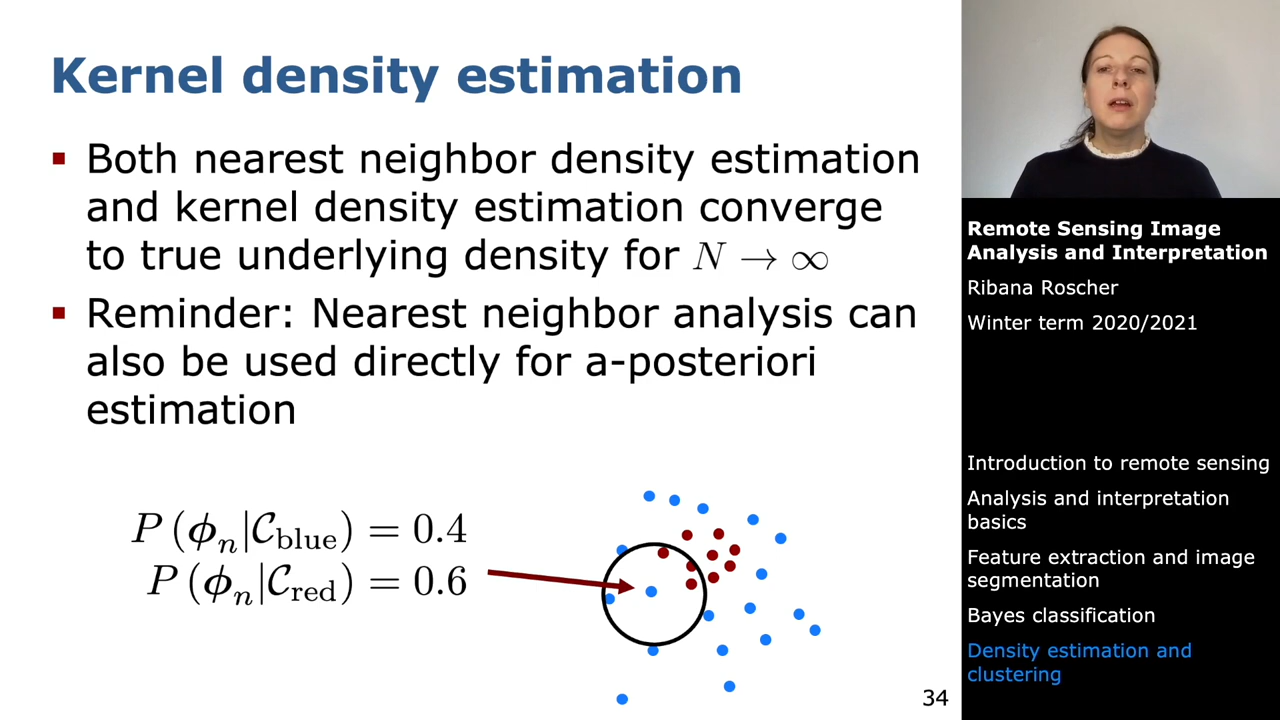 Kernel density estimation
▪ Both nearest neighbor density estimation
and kernel density estimation converge
to true underlying density for N → ∞
▪ Reminder: Nearest neighbor analysis can
also be used directly for a-posteriori
estimation
P (ϕₙ|𝒞blue) = 0.4
P (ϕₙ|𝒞red) = 0.6
34
Remote Sensing Image
Analysis and Interpretation
Ribana Roscher
Winter term 2020/2021
Introduction to remote sensing
Analysis and interpretation
basics
Feature extraction and image
segmentation
Bayes classification
Density estimation and
clustering